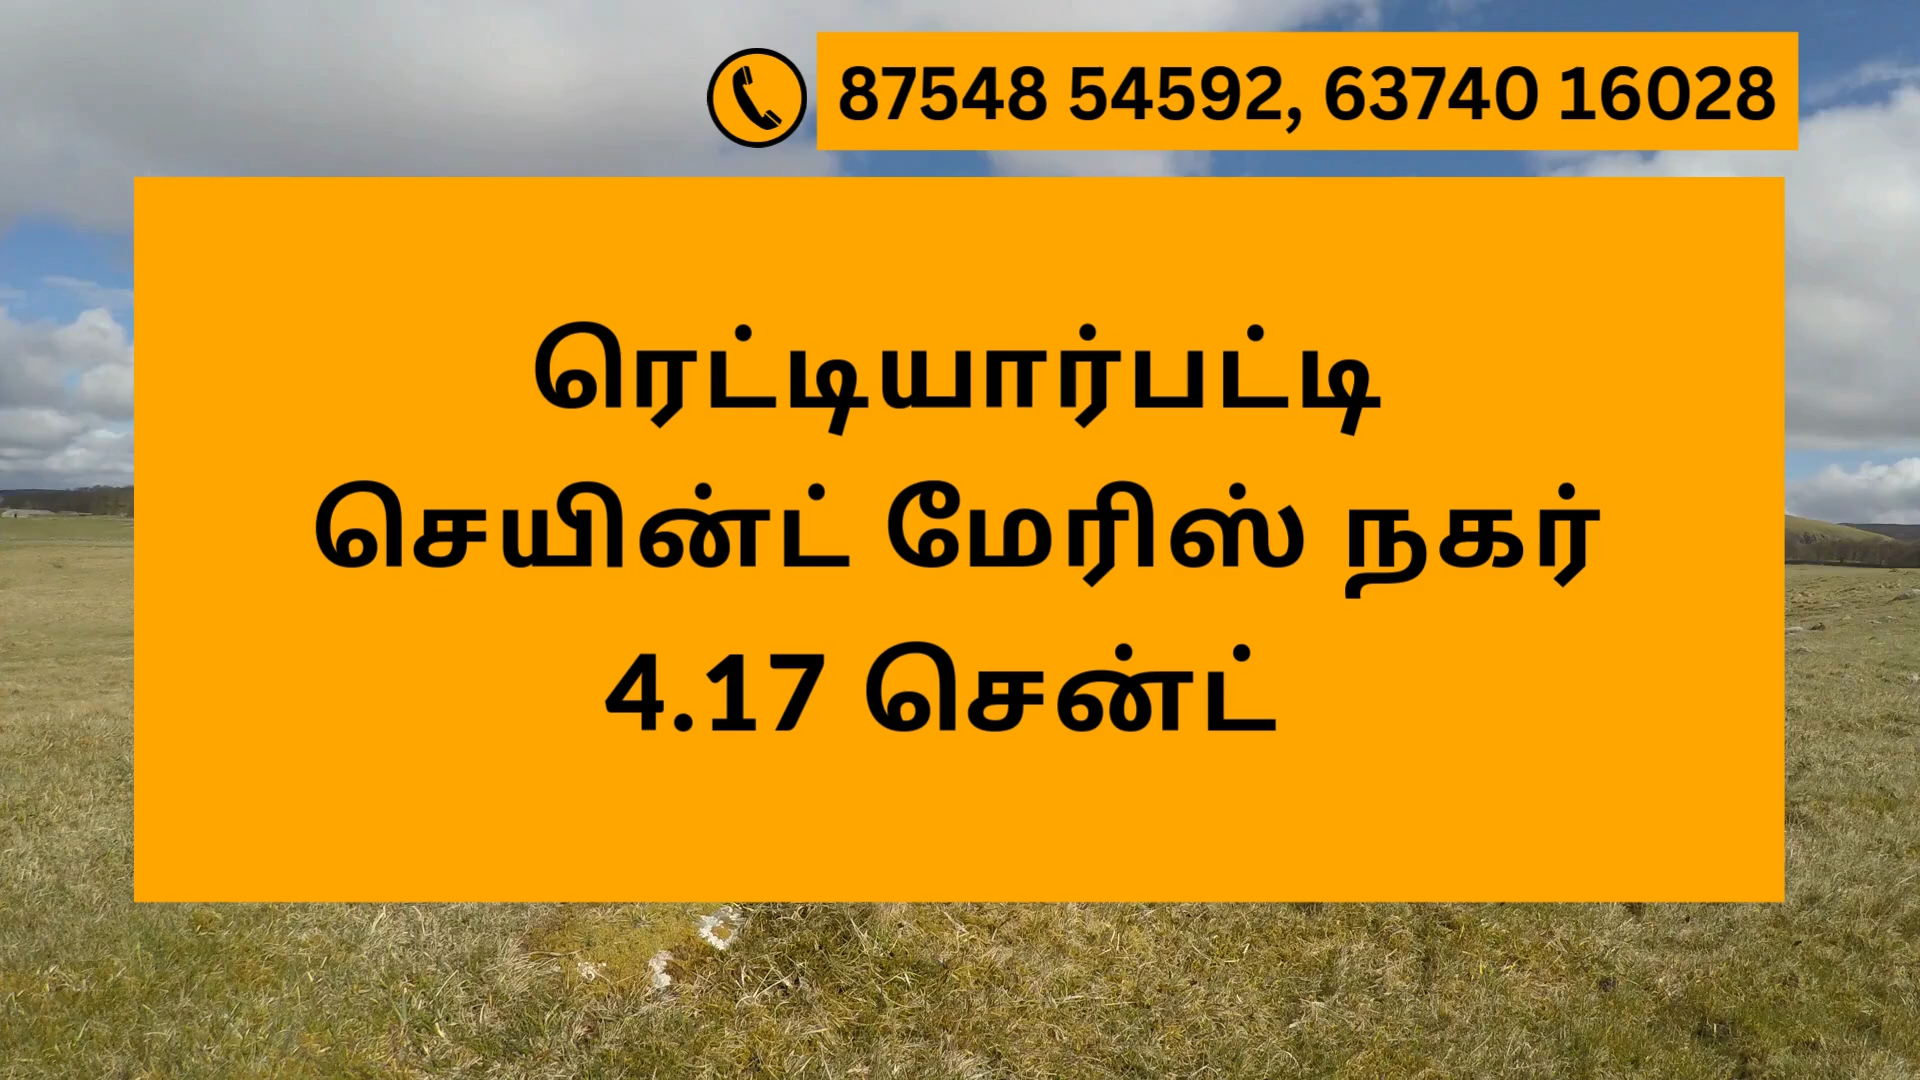 87548 54592, 63740 16028
ரெட்டியார்பட்டி
செயின்ட் மேரிஸ் நகர்
4.17 சென்ட்